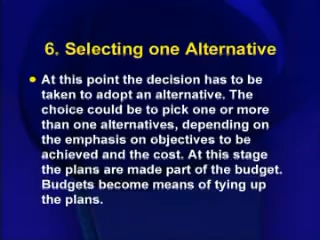 6. Selecting one Alternative
At this point the decision has to be
taken to adopt an alternative. The
choice could be to pick one or more
than one alternatives, depending on
the emphasis on objectives to be
achieved and the cost. At this stage
the plans are made part of the budget.
Budgets become means of tying up
the plans.